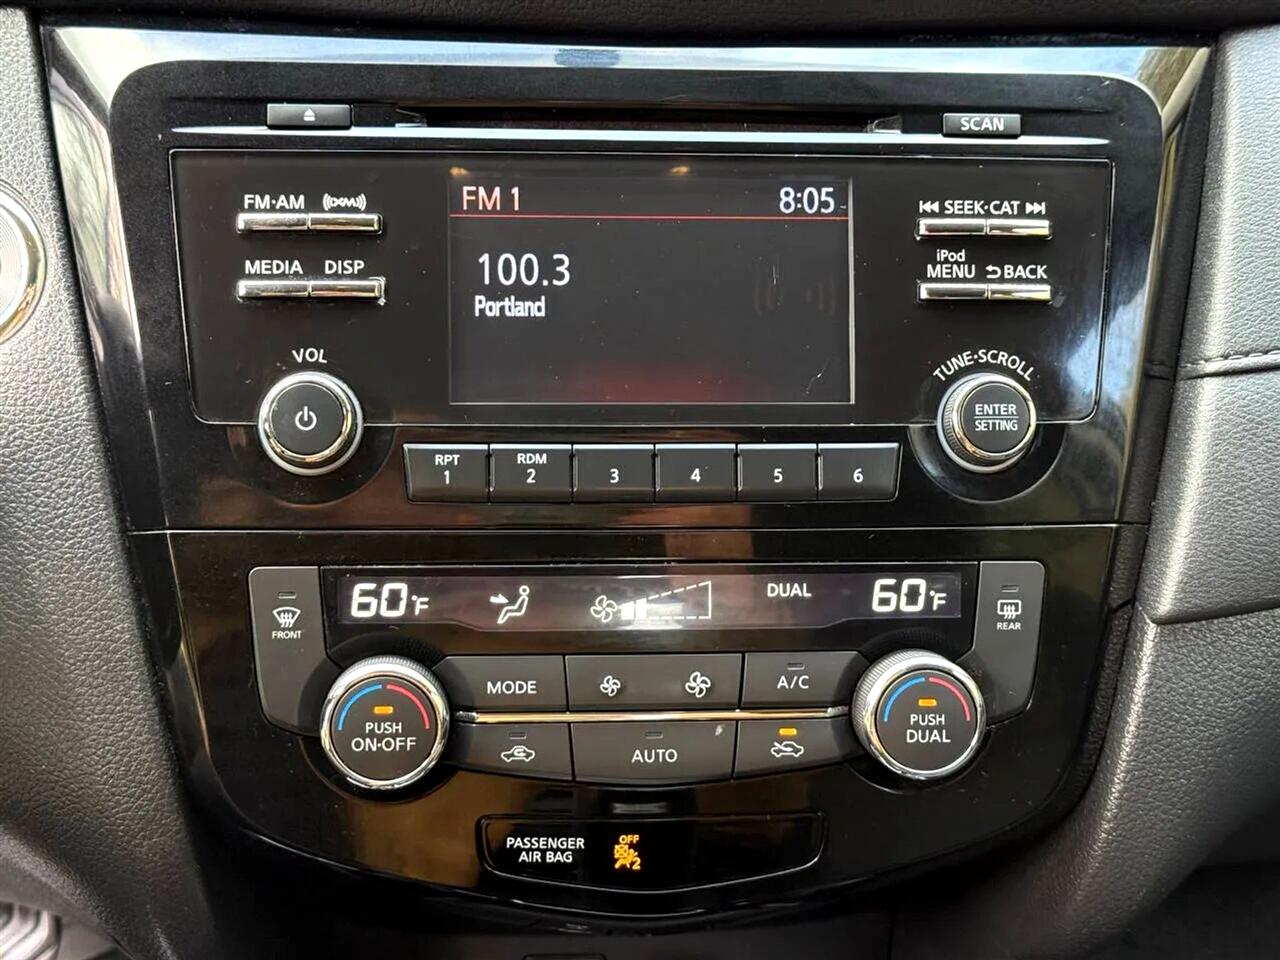 SCAN
FM·AM
(((XM)))
FM 1
8:05
SEEK·CAT
MEDIA
DISP
100.3
Portland
iPod
MENU
BACK
VOL
TUNE·SCROLL
ENTER
SETTING
RPT
1
RDM
2
3
4
5
6
60°F
DUAL
60°F
FRONT
REAR
MODE
A/C
PUSH
ON·OFF
PUSH
DUAL
AUTO
PASSENGER
AIR BAG
OFF
2